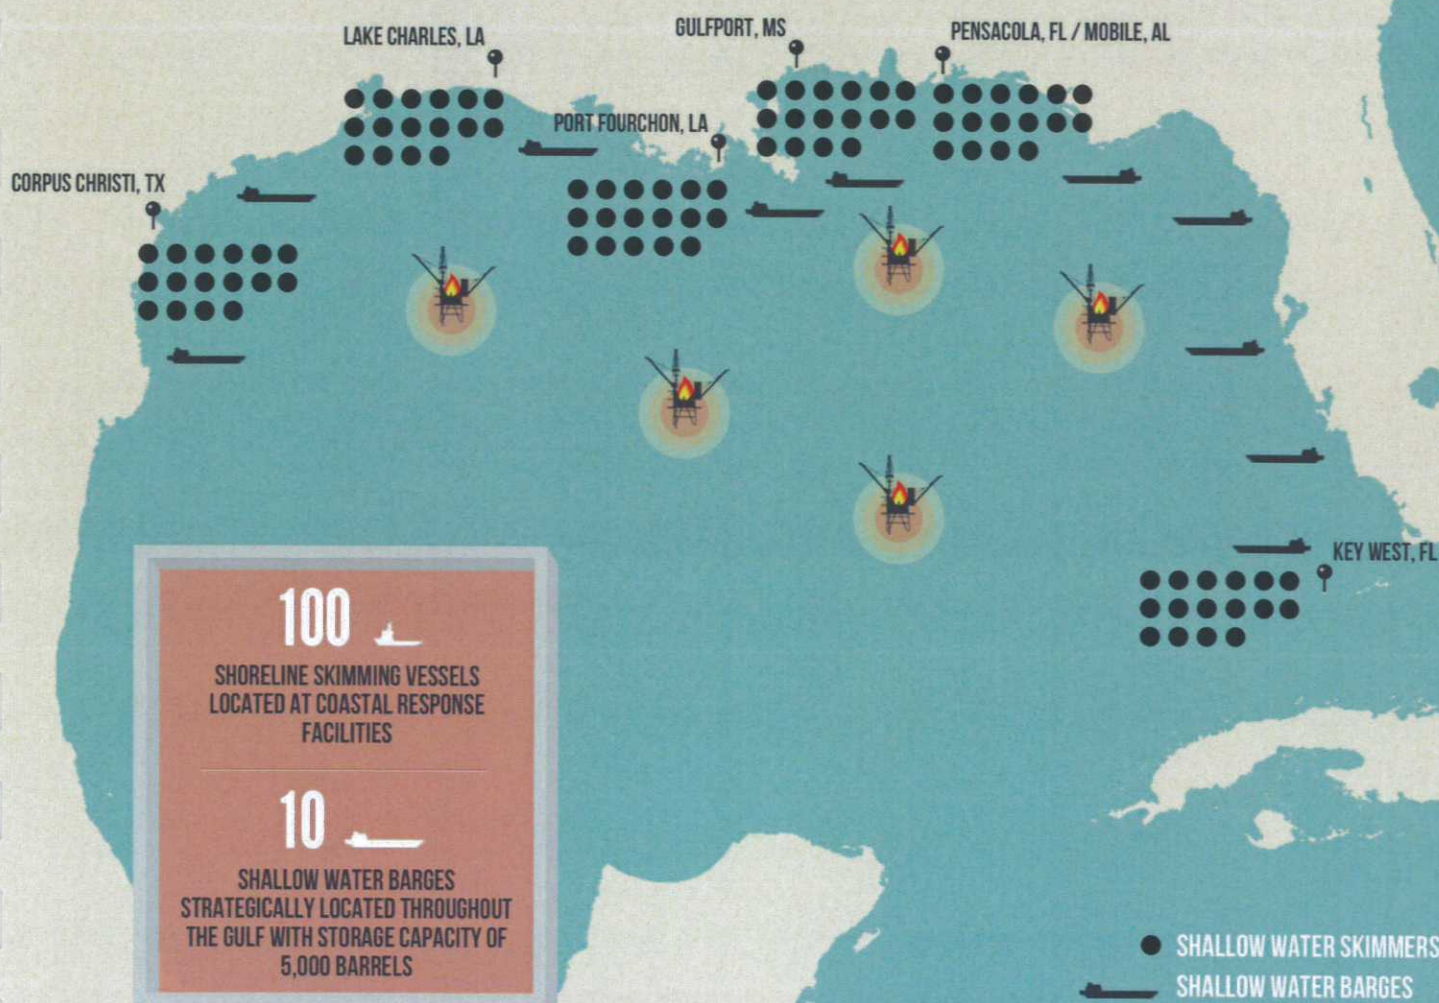 LAKE CHARLES, LA
GULFPORT, MS
PENSACOLA, FL / MOBILE, AL
PORT FOURCHON, LA
CORPUS CHRISTI, TX
KEY WEST, FL
100
SHORELINE SKIMMING VESSELS
LOCATED AT COASTAL RESPONSE
FACILITIES
10
SHALLOW WATER BARGES
STRATEGICALLY LOCATED THROUGHOUT
THE GULF WITH STORAGE CAPACITY OF
5,000 BARRELS
SHALLOW WATER SKIMMERS
SHALLOW WATER BARGES